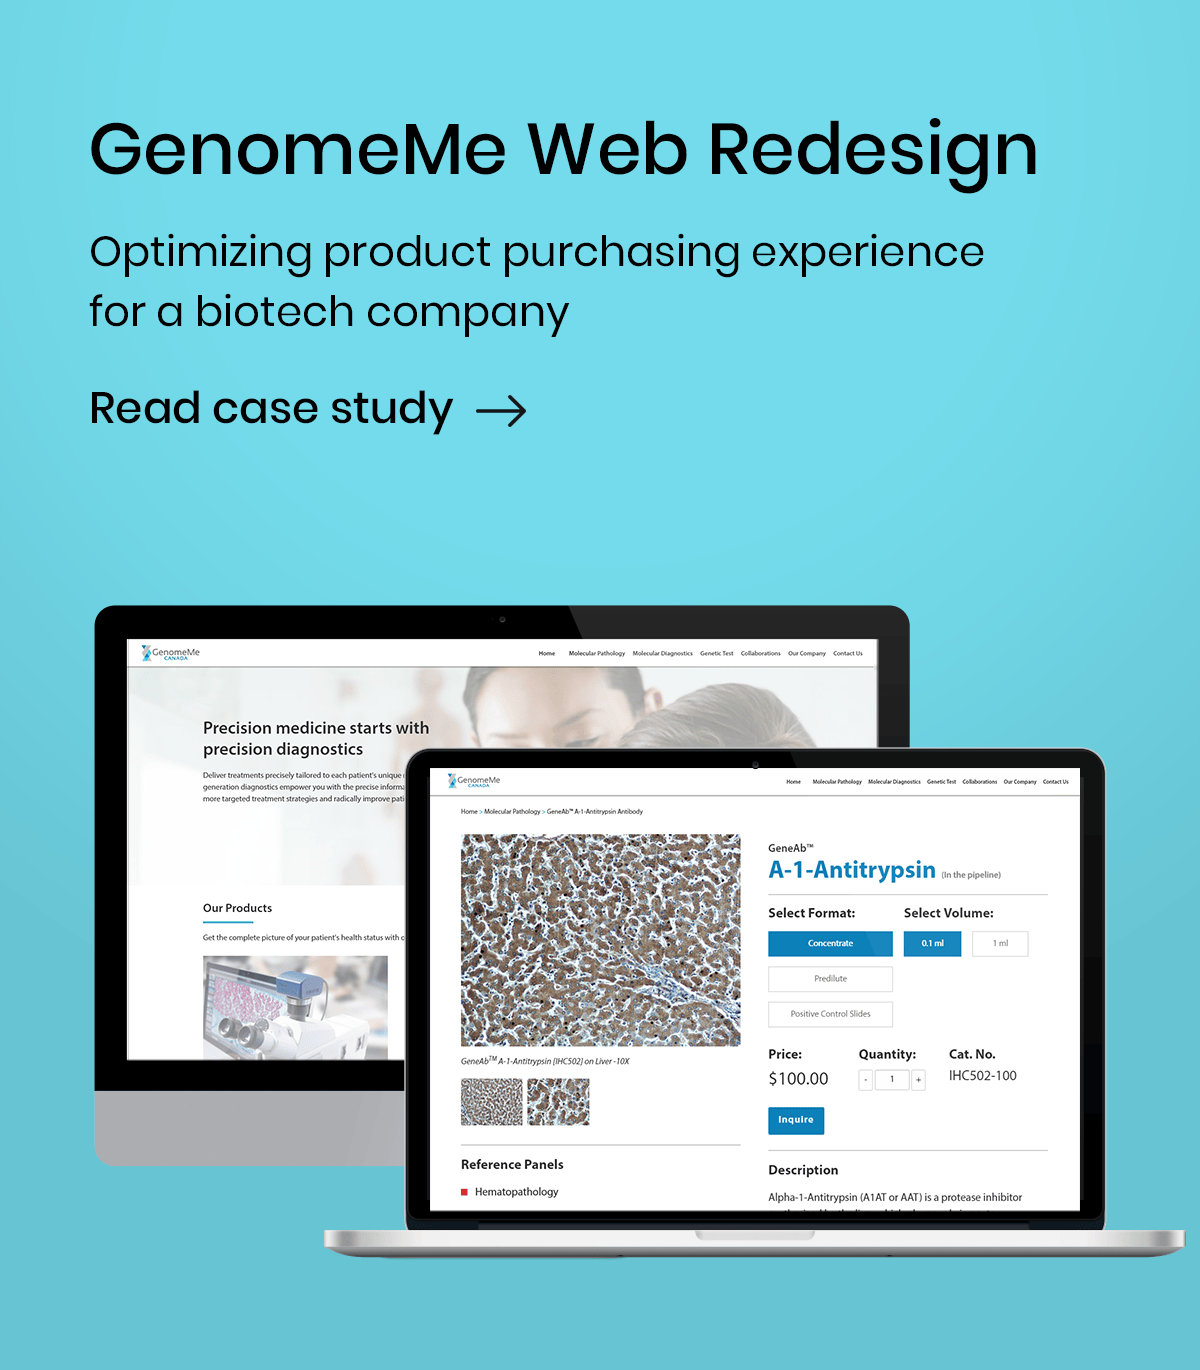 GenomeMe Web Redesign
Optimizing product purchasing experience
for a biotech company
Read case study
GenomeMe
CANADA
Home Molecular Pathology Molecular Diagnostics Genetic Test Collaborations Our Company Contact Us
Precision medicine starts with
precision diagnostics
Deliver treatments precisely tailored to each patient's unique
generation diagnostics empower you with the precise
more targeted treatment strategies and radically improve
Our Products
Get the complete picture of your patient's health status with
GenomeMe
CANADA
Home Molecular Pathology Molecular Diagnostics Genetic Test Collaborations Our Company Contact Us
Home > Molecular Pathology > GeneAb™ A-1-Antitrypsin Antibody
GeneAb™
A-1-Antitrypsin (In the pipeline)
Select Format: Select Volume:
Concentrate 0.1 ml 1 ml
Predilute
Positive Control Slides
Price: Quantity: Cat. No.
$100.00 - 1 + IHC502-100
Inquire
GeneAb™ A-1-Antitrypsin [IHC502] on Liver -10X
Reference Panels
Hematopathology
Description
Alpha-1-Antitrypsin (A1AT or AAT) is a protease inhibitor